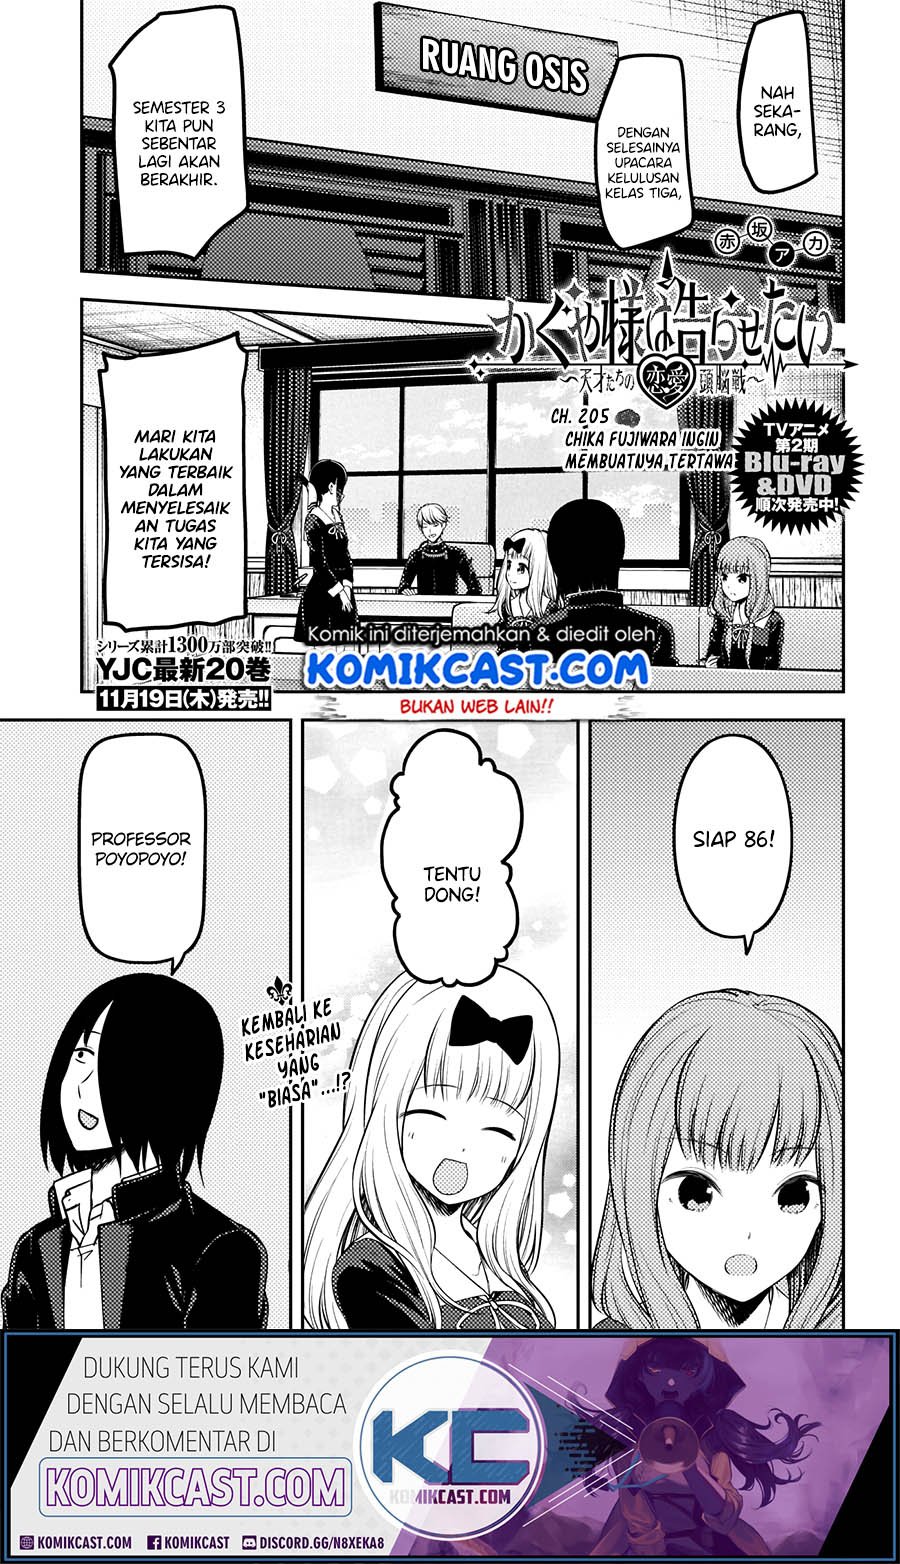 RUANG OSIS
NAH
SEKA-
RANG,
DENGAN
SELESAINYA
UPACARA
KELULUSAN
KELAS TIGA,
SEMESTER 3
KITA PUN
SEBENTAR
LAGI AKAN
BERAKHIR.
赤坂アカ
かぐや様は告らせたい
～天才たちの恋愛頭脳戦～
CH. 205
CHIKA FUJIWARA INGIN
MEMBUATNYA TERTAWA
TVアニメ
第2期
Blu-ray
&DVD
順次発売中!
MARI KITA
LAKUKAN
YANG TERBAIK
DALAM
MENYELESAIK
AN TUGAS
KITA YANG
TERSISA!
シリーズ累計1300万部突破!!
YJC最新20巻
11月19日(木)発売!!
Komik ini diterjemahkan & diedit oleh
KOMIKCAST.COM
BUKAN WEB LAIN!!
SIAP 86!
TENTU
DONG!
PROFESSOR
POYOPOYO!
KEMBALI KE
KESEHARIAN
YANG
"BIASA"...!?
DUKUNG TERUS KAMI
DENGAN SELALU MEMBACA
DAN BERKOMENTAR DI
KOMIKCAST.COM
KOMIKCAST.COM
KOMIKCAST
DISCORD.GG/N8XEKA8
KC
KOMIKCAST.COM